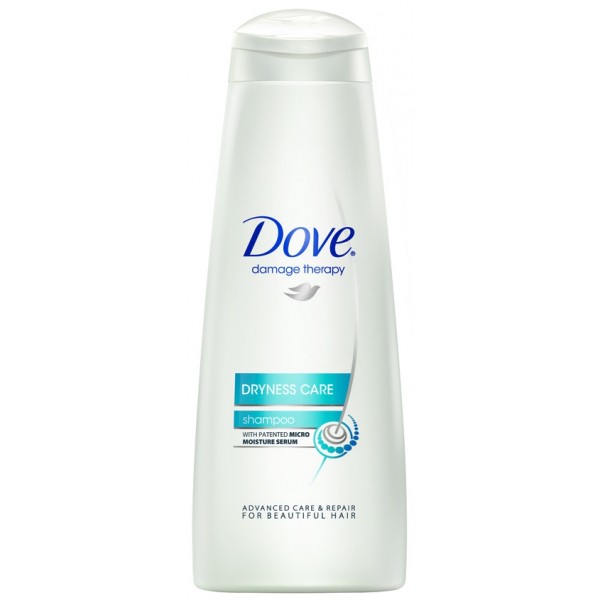 Dove®
damage therapy
DRYNESS CARE
shampoo
WITH PATENTED MICRO
MOISTURE SERUM
ADVANCED CARE & REPAIR
FOR BEAUTIFUL HAIR